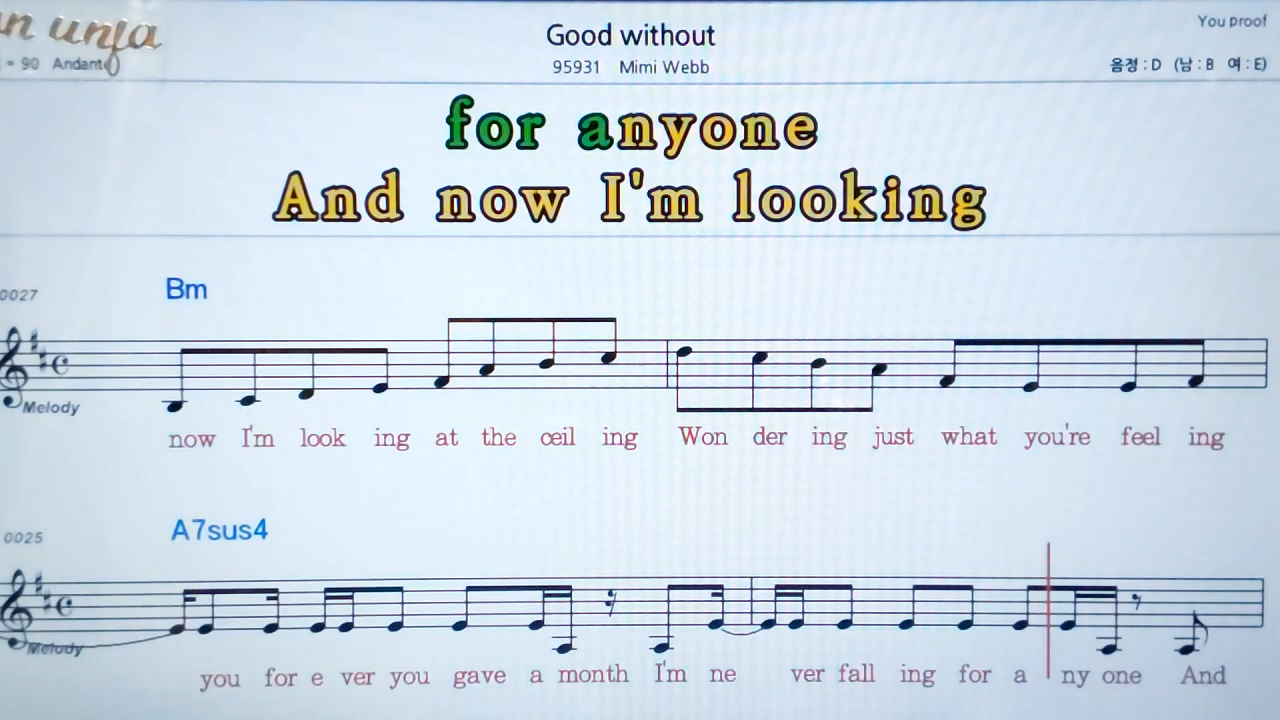 You proof
Good without
= 90 Andante
95931 Mimi Webb
음정 : D (남 : B 여 : E)
for anyone
And now I'm looking
0027
Bm
Melody
now I'm look ing at the ceil ing Won der ing just what you're feel ing
0025
A7sus4
Melody
you for e ver you gave a month I'm ne ver fall ing for a ny one And